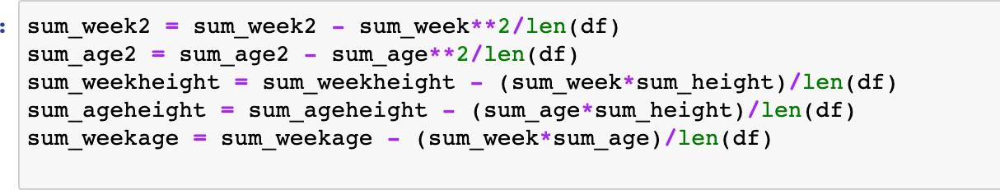 :
sum_week2 = sum_week2 - sum_week**2/len(df)
sum_age2 = sum_age2 - sum_age**2/len(df)
sum_weekheight = sum_weekheight - (sum_week*sum_height)/len(df)
sum_ageheight = sum_ageheight - (sum_age*sum_height)/len(df)
sum_weekage = sum_weekage - (sum_week*sum_age)/len(df)